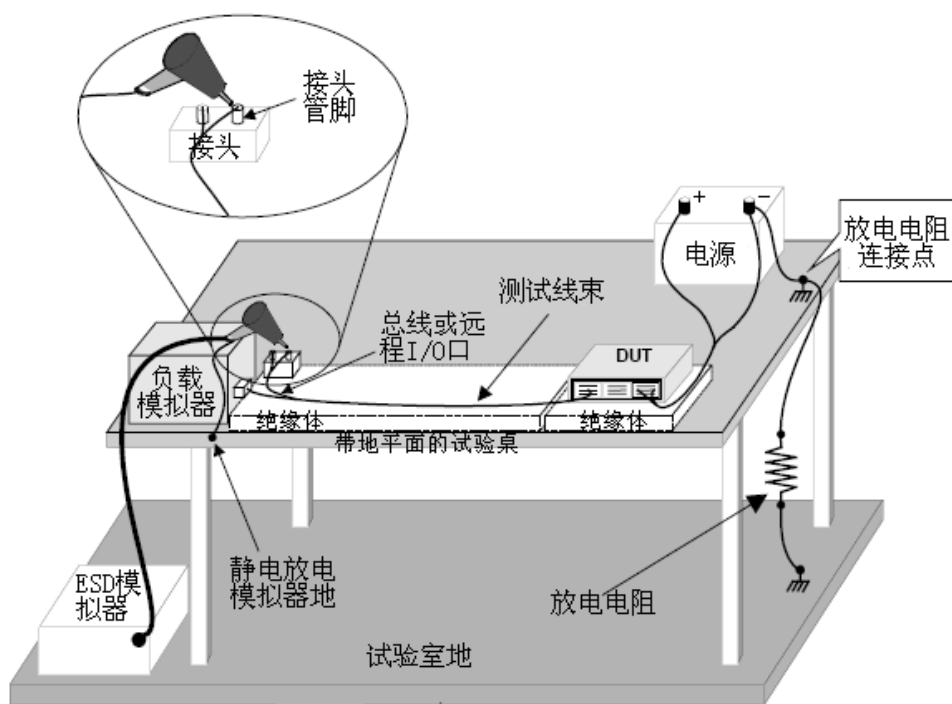 接头
管脚
接头
+
−
电源
放电电阻
连接点
测试线束
总线或远
程I/O口
DUT
负载
模拟器
绝缘体
绝缘体
带地平面的试验桌
静电放电
模拟器地
ESD模
拟器
放电电阻
试验室地